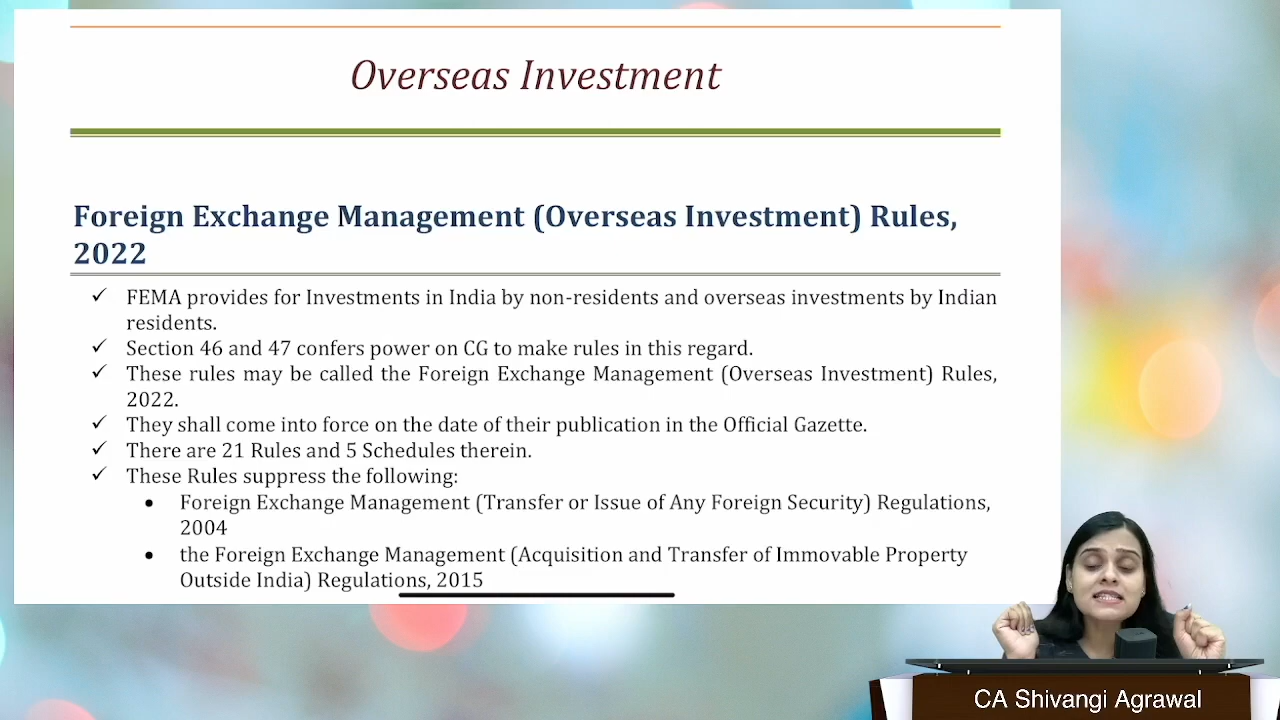 Overseas Investment
Foreign Exchange Management (Overseas Investment) Rules,
2022
✓ FEMA provides for Investments in India by non-residents and overseas investments by Indian
residents.
✓ Section 46 and 47 confers power on CG to make rules in this regard.
✓ These rules may be called the Foreign Exchange Management (Overseas Investment) Rules,
2022.
✓ They shall come into force on the date of their publication in the Official Gazette.
✓ There are 21 Rules and 5 Schedules therein.
✓ These Rules suppress the following:
• Foreign Exchange Management (Transfer or Issue of Any Foreign Security) Regulations,
2004
• the Foreign Exchange Management (Acquisition and Transfer of Immovable Property
Outside India) Regulations, 2015
CA Shivangi Agrawal